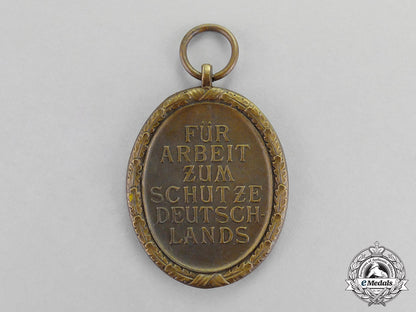 FÜR
ARBEIT
ZUM
SCHUTZE
DEUTSCH-
LANDS
eMedals